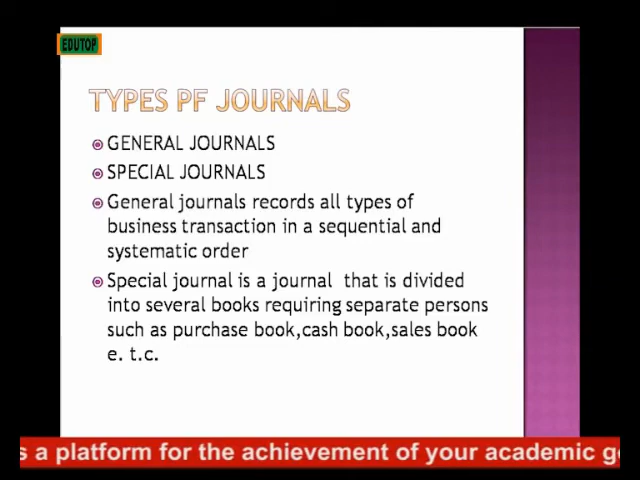 EDUTOP
TYPES PF JOURNALS
GENERAL JOURNALS
SPECIAL JOURNALS
General journals records all types of
business transaction in a sequential and
systematic order
Special journal is a journal that is divided
into several books requiring separate persons
such as purchase book,cash book,sales book
e. t.c.
s a platform for the achievement of your academic go